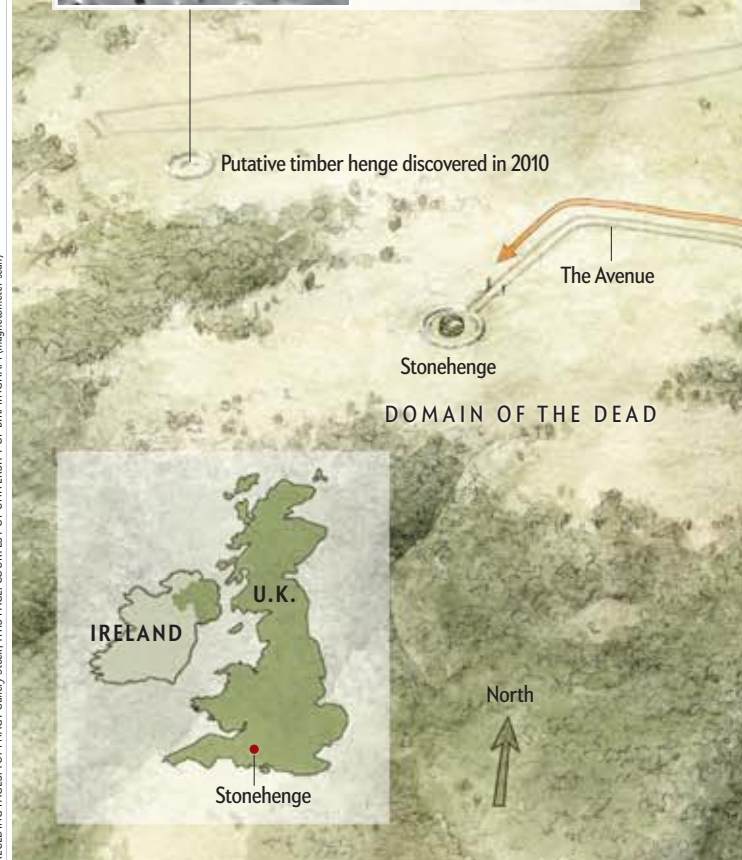 Putative timber henge discovered in 2010
The Avenue
Stonehenge
DOMAIN OF THE DEAD
U.K.
IRELAND
North
Stonehenge